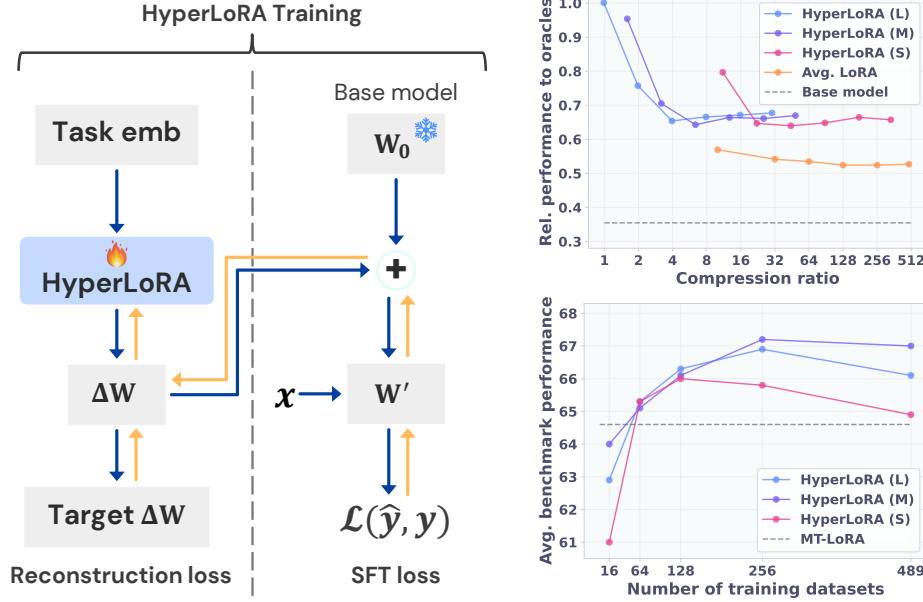 HyperLoRA Training
Base model
Task emb
W₀
HyperLoRA
+
ΔW
x
W′
Target ΔW
ℒ(ŷ, y)
Reconstruction loss
SFT loss
Rel. performance to oracles
1.0
0.9
0.8
0.7
0.6
0.5
0.4
0.3
HyperLoRA (L)
HyperLoRA (M)
HyperLoRA (S)
Avg. LoRA
Base model
1 2 4 8 16 32 64 128 256 512
Compression ratio
Avg. benchmark performance
68
67
66
65
64
63
62
61
HyperLoRA (L)
HyperLoRA (M)
HyperLoRA (S)
MT-LoRA
16 64 128 256 489
Number of training datasets